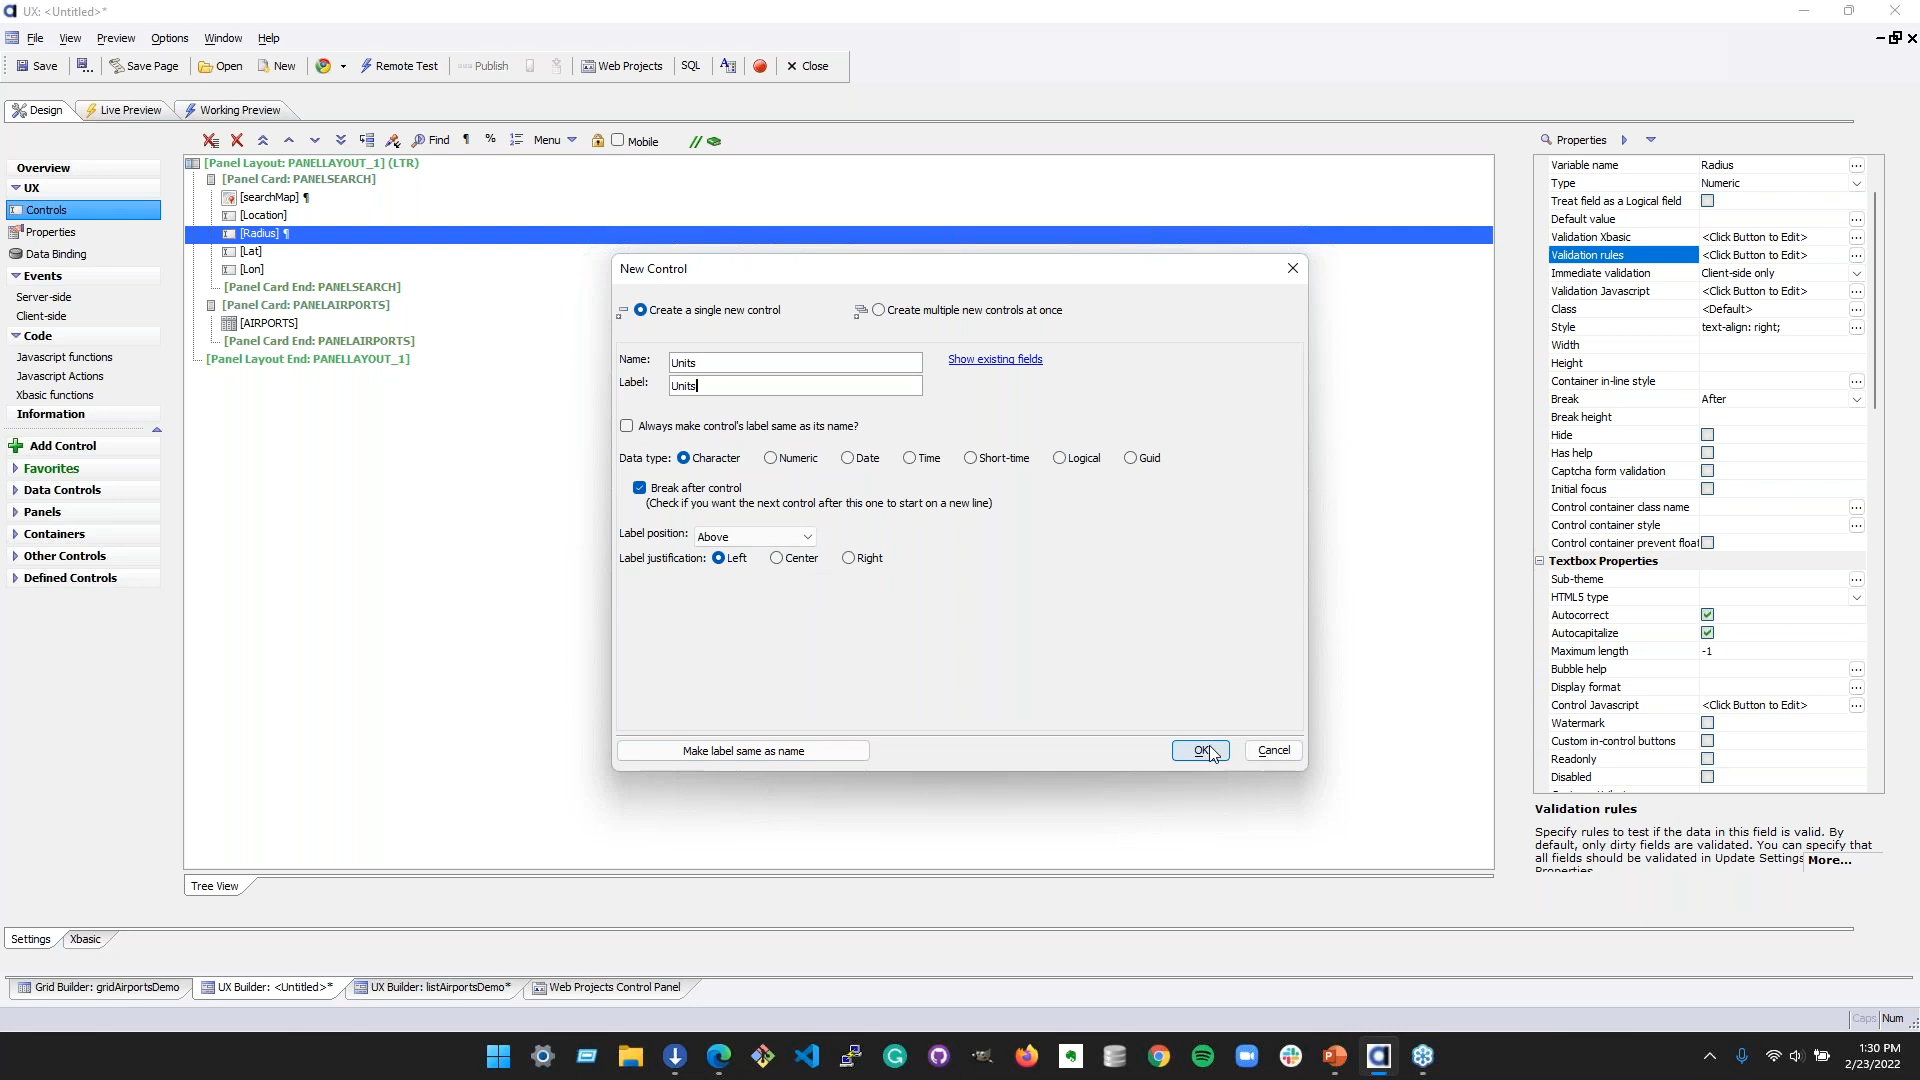 UX: <Untitled>*
File View Preview Options Window Help
Save Save Page Open New Remote Test Publish Web Projects SQL Close
Design Live Preview Working Preview
Find ¶ % Menu Mobile
Properties
Overview
UX
Controls
Properties
Data Binding
Events
Server-side
Client-side
Code
Javascript functions
Javascript Actions
Xbasic functions
Information
Add Control
Favorites
Data Controls
Panels
Containers
Other Controls
Defined Controls
[Panel Layout: PANELLAYOUT_1] (LTR)
[Panel Card: PANELSEARCH]
[searchMap] ¶
[Location]
[Radius] ¶
[Lat]
[Lon]
[Panel Card End: PANELSEARCH]
[Panel Card: PANELAIRPORTS]
[AIRPORTS]
[Panel Card End: PANELAIRPORTS]
[Panel Layout End: PANELLAYOUT_1]
New Control
Create a single new control Create multiple new controls at once
Name: Units Show existing fields
Label: Units
Always make control's label same as its name?
Data type: Character Numeric Date Time Short-time Logical Guid
Break after control
(Check if you want the next control after this one to start on a new line)
Label position: Above
Label justification: Left Center Right
Make label same as name OK Cancel
Variable name Radius
Type Numeric
Treat field as a Logical field
Default value
Validation Xbasic <Click Button to Edit>
Validation rules <Click Button to Edit>
Immediate validation Client-side only
Validation Javascript <Click Button to Edit>
Class <Default>
Style text-align: right;
Width
Height
Container in-line style
Break After
Break height
Hide
Has help
Captcha form validation
Initial focus
Control container class name
Control container style
Control container prevent float
Textbox Properties
Sub-theme
HTML5 type
Autocorrect
Autocapitalize
Maximum length -1
Bubble help
Display format
Control Javascript <Click Button to Edit>
Watermark
Custom in-control buttons
Readonly
Disabled
Validation rules
Specify rules to test if the data in this field is valid. By
default, only dirty fields are validated. You can specify that
all fields should be validated in Update Settings More...
Properties
Tree View
Settings Xbasic
Grid Builder: gridAirportsDemo UX Builder: <Untitled>* UX Builder: listAirportsDemo* Web Projects Control Panel
Caps Num
1:30 PM
2/23/2022